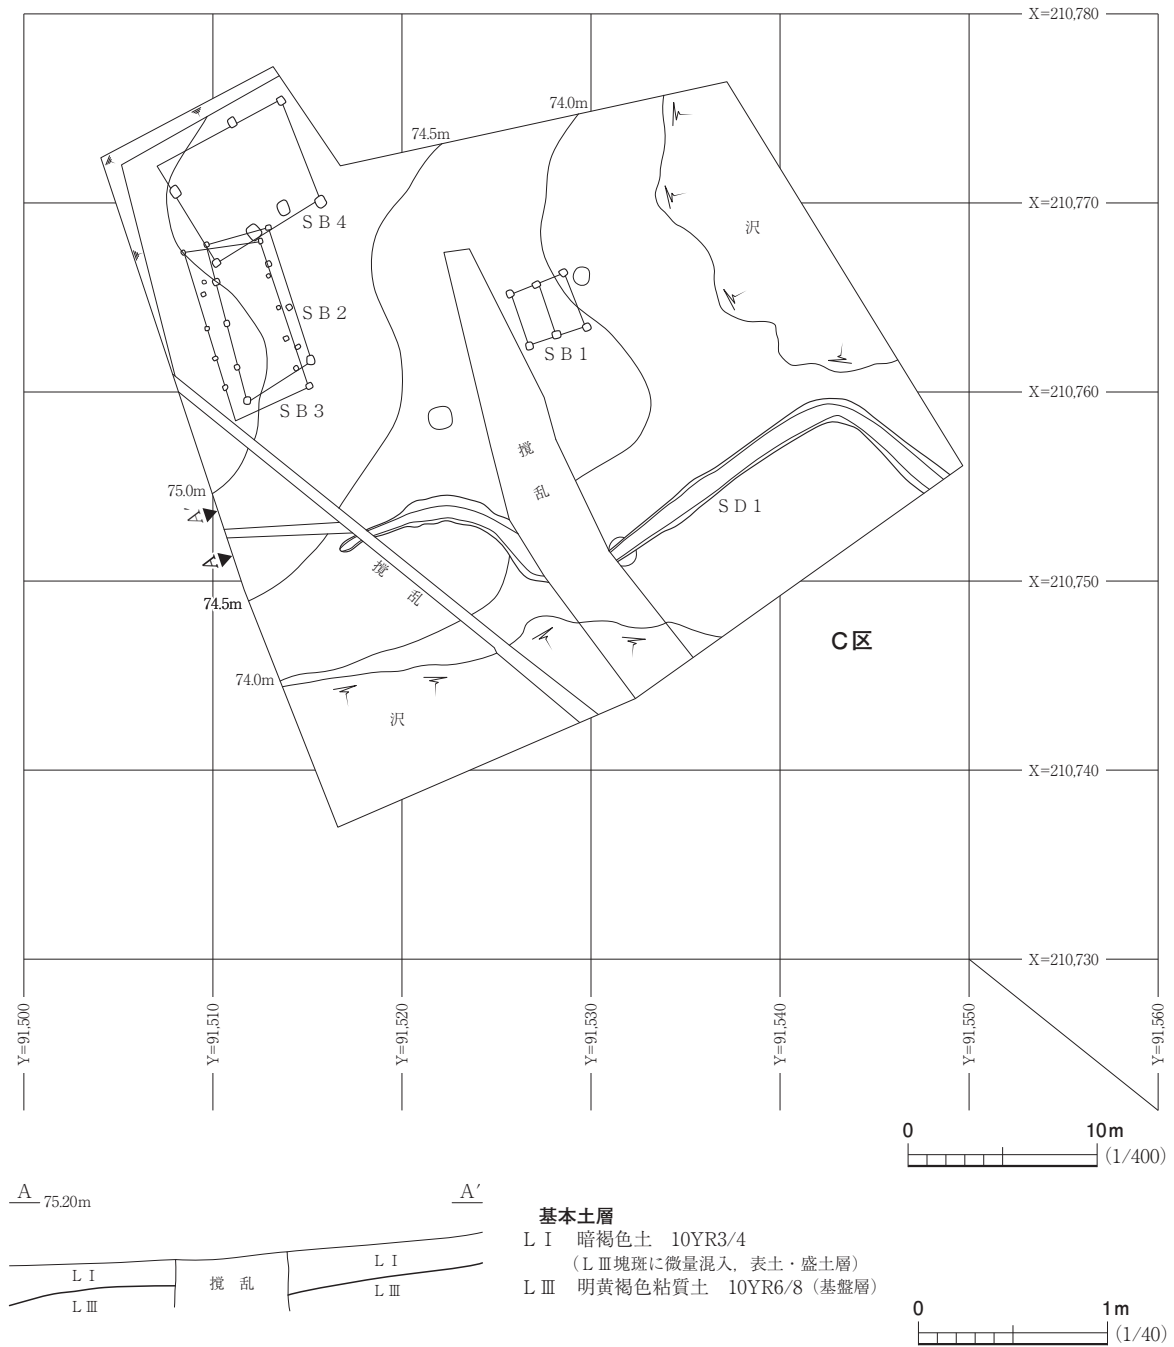 X=210,780
74.0m
74.5m
X=210,770
沢
SB4
SB2
SB1
SB3
X=210,760
撹
乱
75.0m
A′
SD1
A
撹
乱
X=210,750
74.5m
C区
74.0m
沢
X=210,740
X=210,730
Y=91,500
Y=91,510
Y=91,520
Y=91,530
Y=91,540
Y=91,550
Y=91,560
0 10m
(1/400)
A 75.20m A′
LⅠ 撹乱 LⅠ
LⅢ LⅢ
基本土層
LⅠ 暗褐色土 10YR3/4
(LⅢ塊斑に微量混入，表土・盛土層)
LⅢ 明黄褐色粘質土 10YR6/8 (基盤層)
0 1m
(1/40)